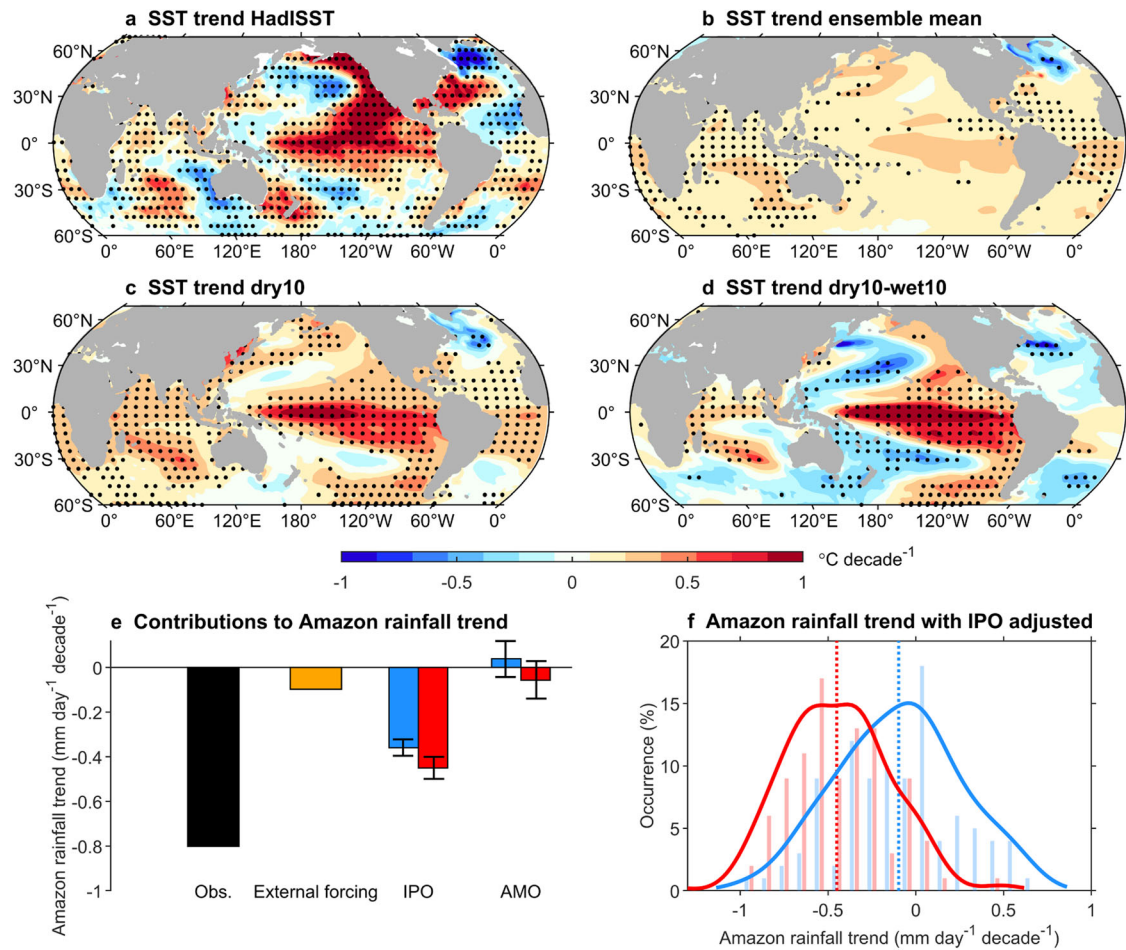 a SST trend HadISST
60°N
30°N
0°
30°S
60°S
0° 60°E 120°E 180° 120°W 60°W 0°
b SST trend ensemble mean
60°N
30°N
0°
30°S
60°S
0° 60°E 120°E 180° 120°W 60°W 0°
c SST trend dry10
60°N
30°N
0°
30°S
60°S
0° 60°E 120°E 180° 120°W 60°W 0°
d SST trend dry10-wet10
60°N
30°N
0°
30°S
60°S
0° 60°E 120°E 180° 120°W 60°W 0°
-1 -0.5 0 0.5 1
°C decade⁻¹
e Contributions to Amazon rainfall trend
Amazon rainfall trend (mm day⁻¹ decade⁻¹)
0
-0.2
-0.4
-0.6
-0.8
-1
Obs. External forcing IPO AMO
f Amazon rainfall trend with IPO adjusted
Occurrence (%)
20
15
10
5
0
-1 -0.5 0 0.5 1
Amazon rainfall trend (mm day⁻¹ decade⁻¹)